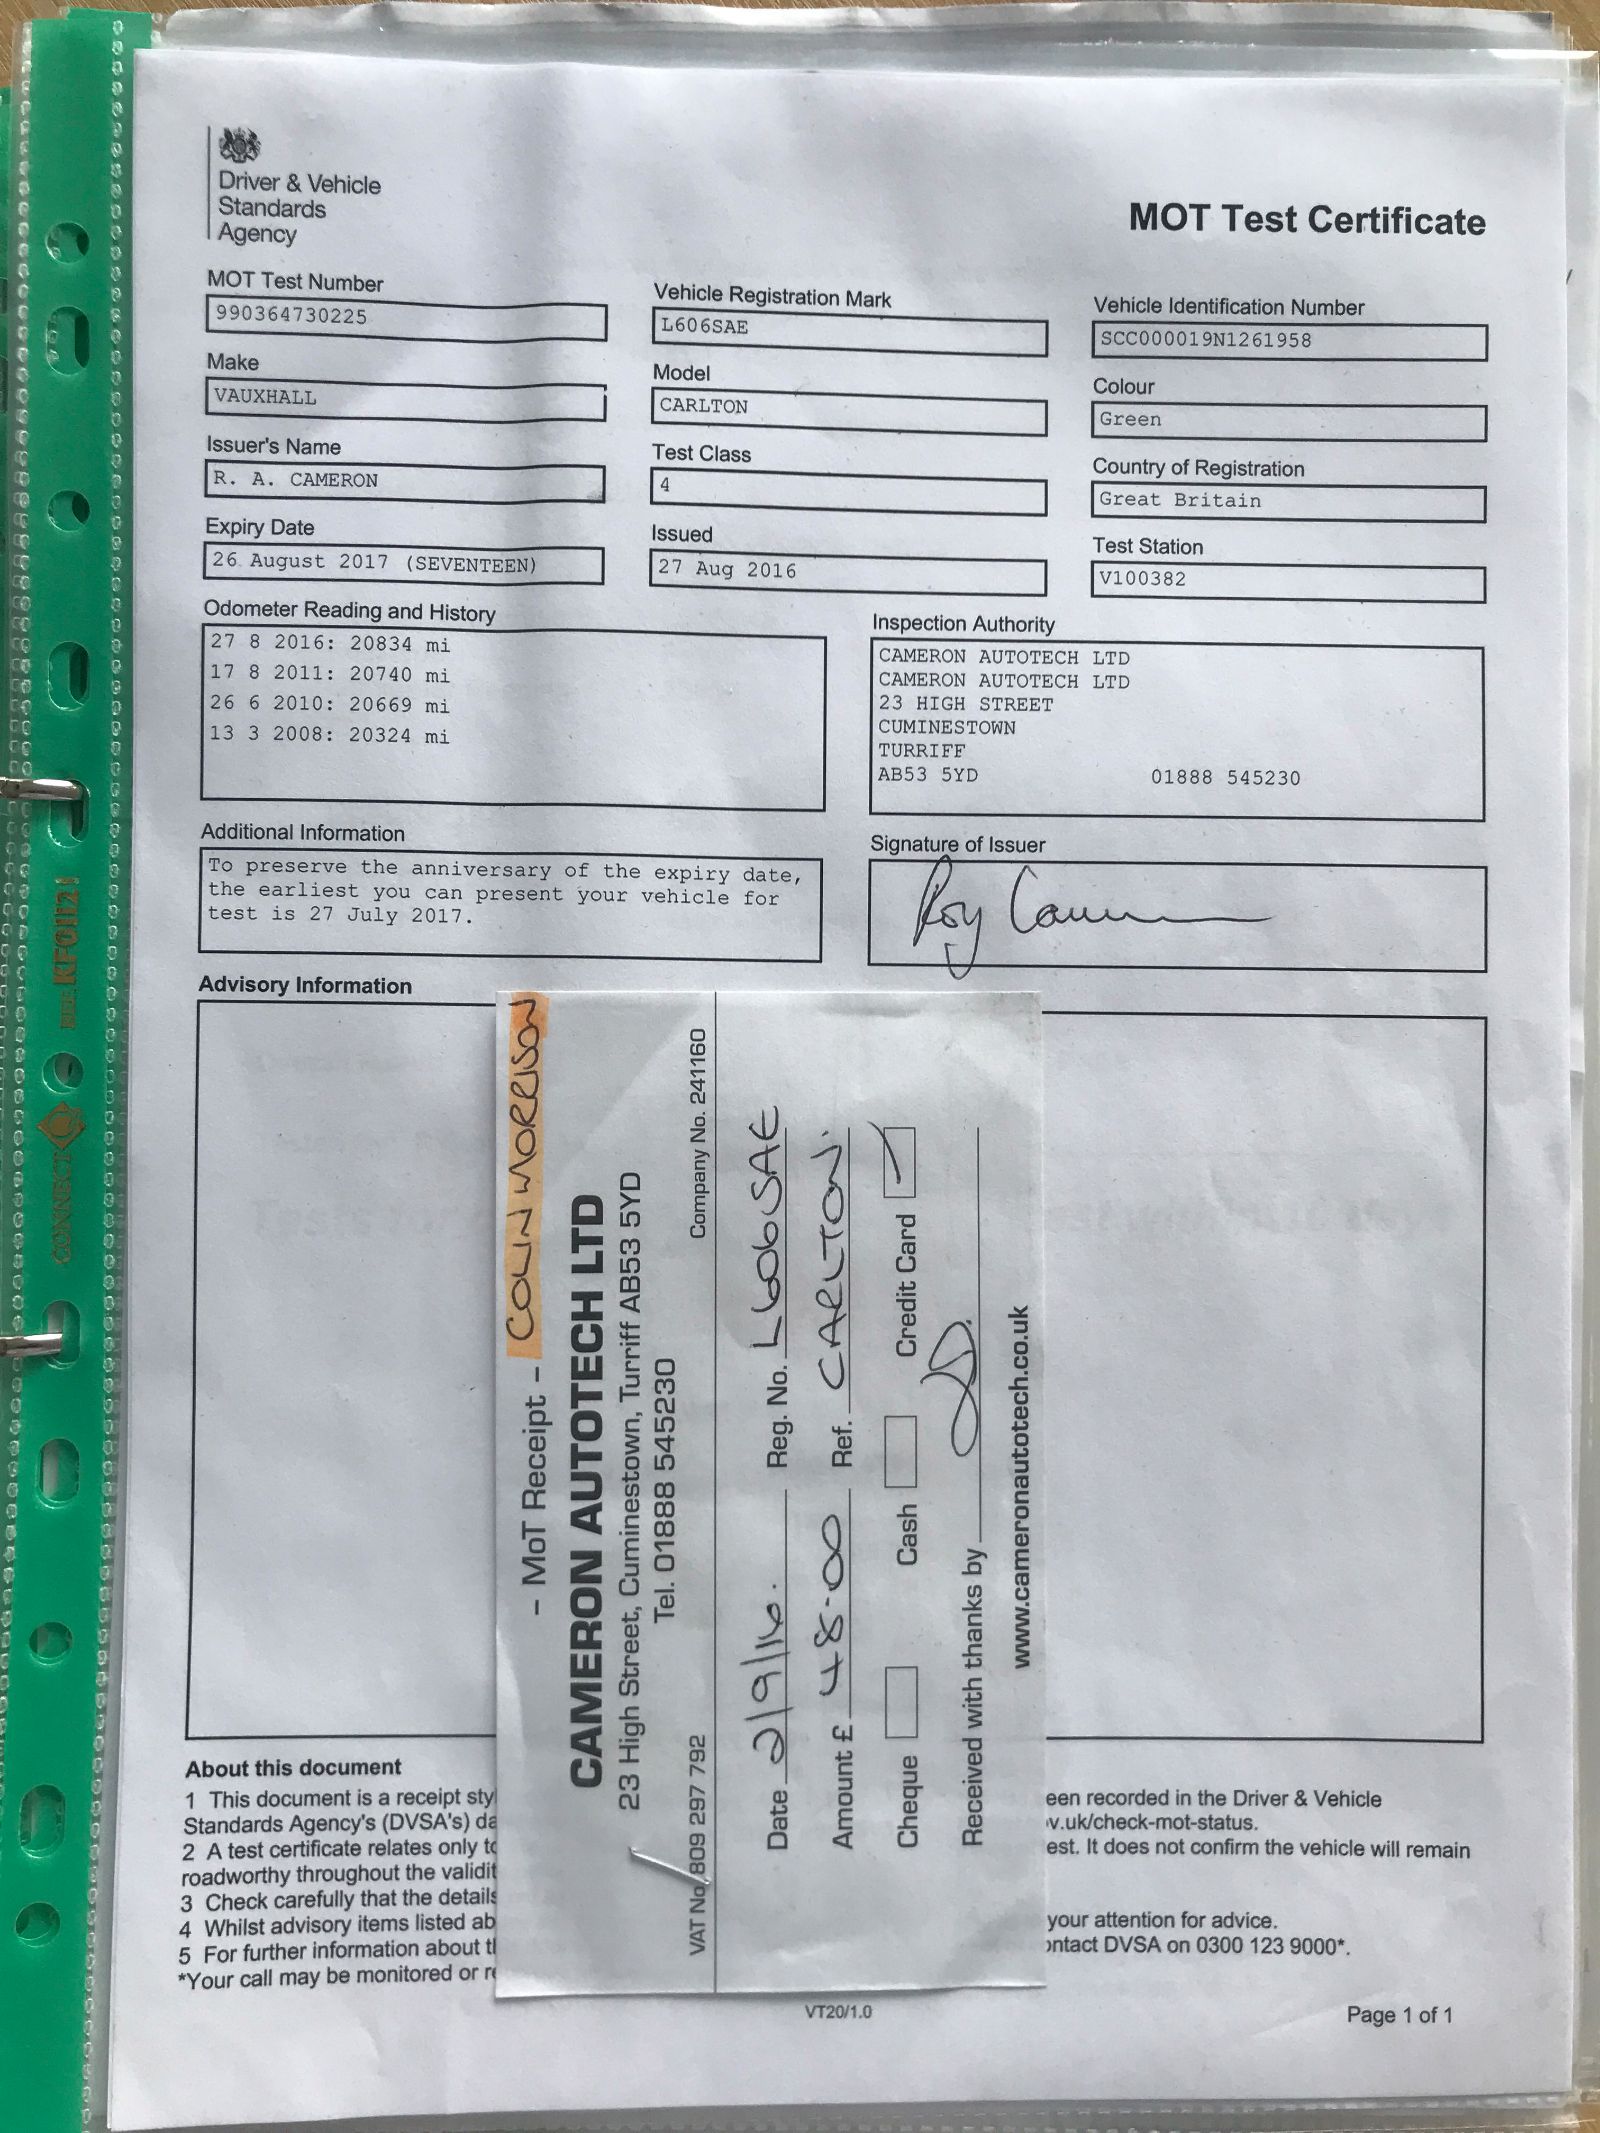 Driver & Vehicle
Standards
Agency
MOT Test Certificate
MOT Test Number
990364730225
Vehicle Registration Mark
L606SAE
Vehicle Identification Number
SCC000019N1261958
Make
VAUXHALL
Model
CARLTON
Colour
Green
Issuer's Name
R. A. CAMERON
Test Class
4
Country of Registration
Great Britain
Expiry Date
26 August 2017 (SEVENTEEN)
Issued
27 Aug 2016
Test Station
V100382
Odometer Reading and History
27 8 2016: 20834 mi
17 8 2011: 20740 mi
26 6 2010: 20669 mi
13 3 2008: 20324 mi
Inspection Authority
CAMERON AUTOTECH LTD
CAMERON AUTOTECH LTD
23 HIGH STREET
CUMINESTOWN
TURRIFF
AB53 5YD 01888 545230
Additional Information
To preserve the anniversary of the expiry date,
the earliest you can present your vehicle for
test is 27 July 2017.
Signature of Issuer
Roy Cameron
Advisory Information
- MoT Receipt - COLIN MORRISON
CAMERON AUTOTECH LTD
23 High Street, Cuminestown, Turriff AB53 5YD
Tel. 01888 545230
VAT No. 809 297 792 Company No. 241160
Date 2/9/16. Reg. No. L606SAE
Amount £ 48-00 Ref. CARLTON.
Cheque Cash Credit Card
Received with thanks by
www.cameronautotech.co.uk
About this document
1 This document is a receipt sty een recorded in the Driver & Vehicle
Standards Agency's (DVSA's) da v.uk/check-mot-status.
2 A test certificate relates only to est. It does not confirm the vehicle will remain
roadworthy throughout the validit
3 Check carefully that the details
4 Whilst advisory items listed ab your attention for advice.
5 For further information about t ontact DVSA on 0300 123 9000*.
*Your call may be monitored or re
VT20/1.0
Page 1 of 1
CONNECT
KF01121